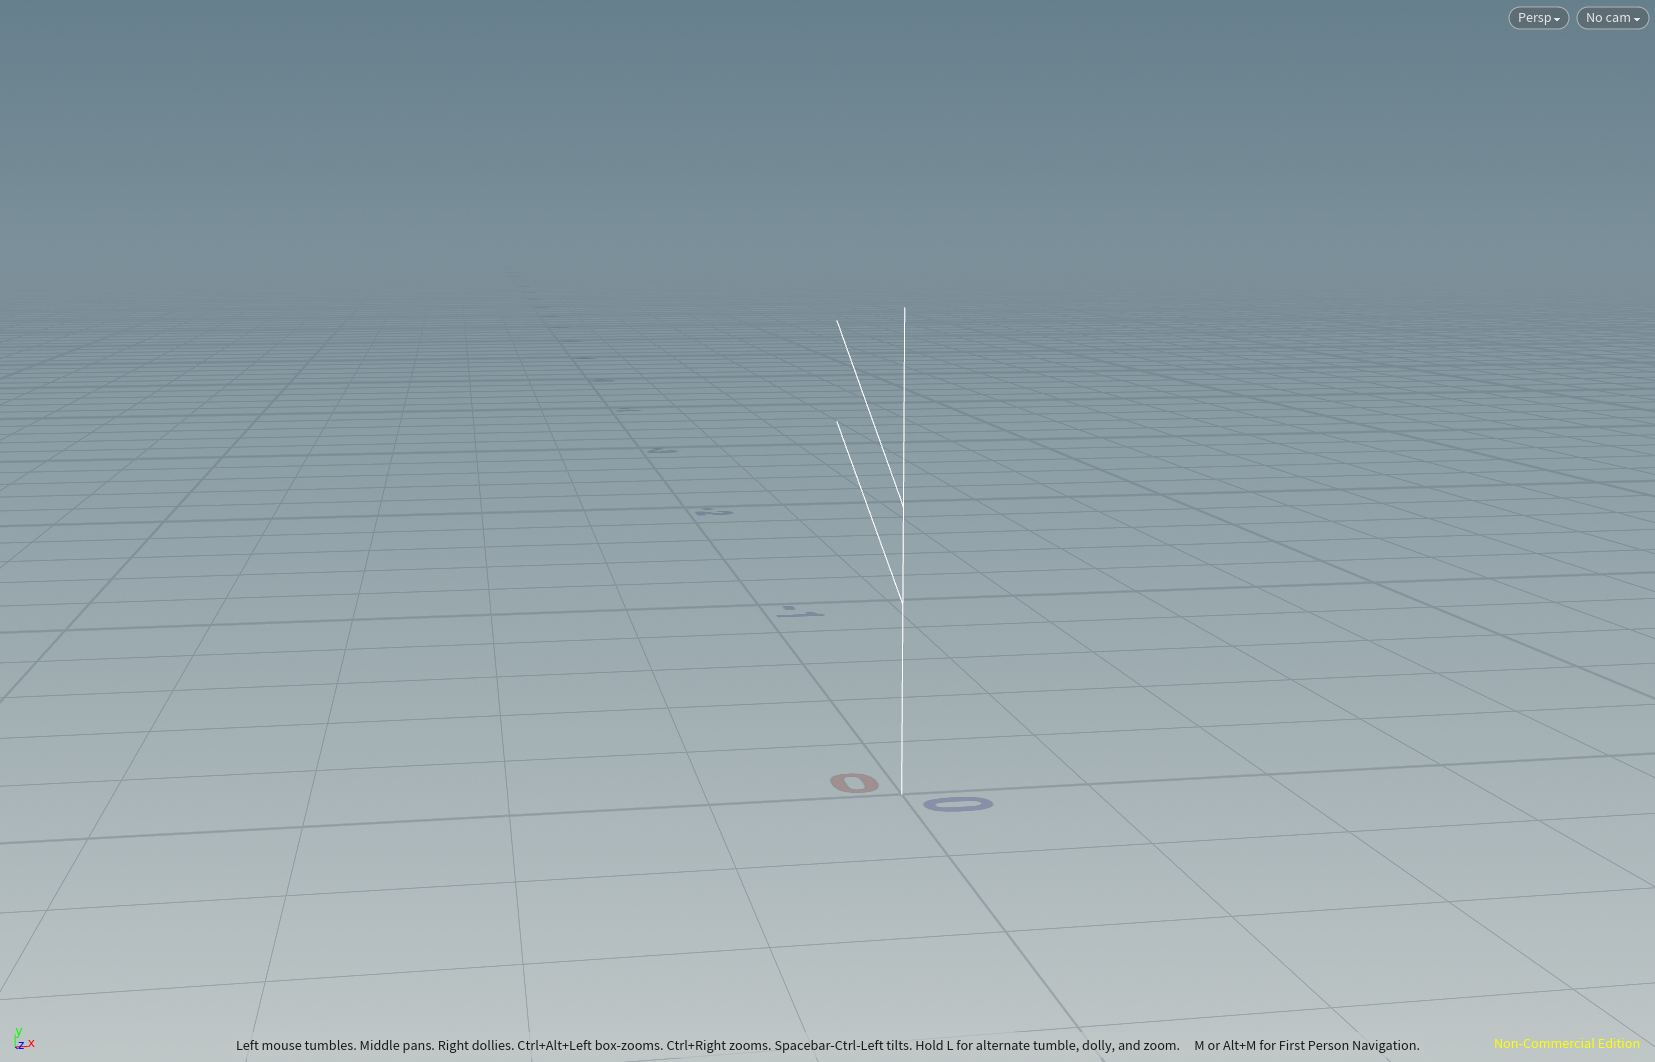 Persp
No cam
0
0
Left mouse tumbles. Middle pans. Right dollies. Ctrl+Alt+Left box-zooms. Ctrl+Right zooms. Spacebar-Ctrl-Left tilts. Hold L for alternate tumble, dolly, and zoom. M or Alt+M for First Person Navigation.
Non-Commercial Edition
y
z x